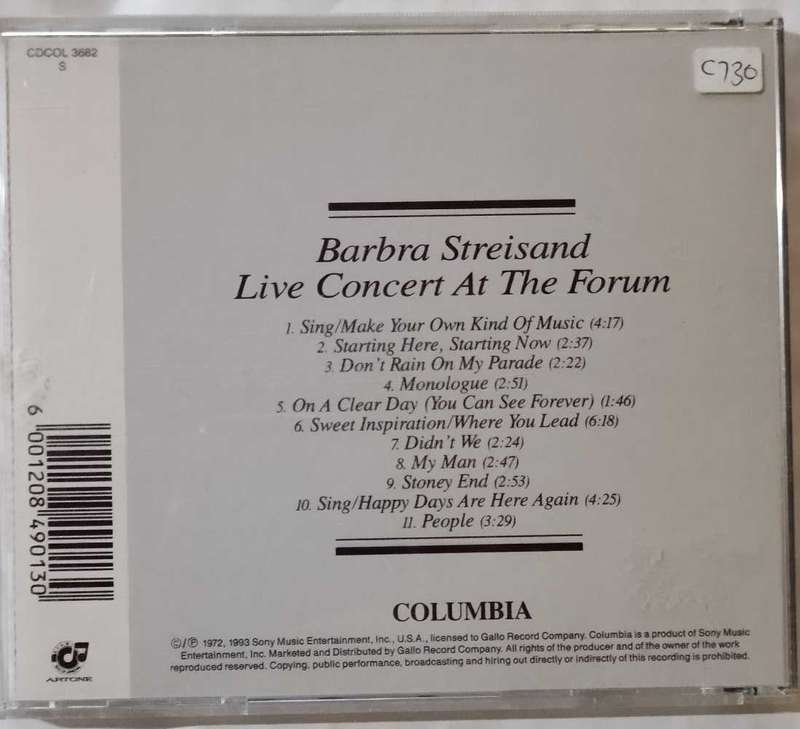 CDCOL 3682
S
C730
Barbra Streisand
Live Concert At The Forum
1. Sing/Make Your Own Kind Of Music (4:17)
2. Starting Here, Starting Now (2:37)
3. Don't Rain On My Parade (2:22)
4. Monologue (2:51)
5. On A Clear Day (You Can See Forever) (1:46)
6. Sweet Inspiration/Where You Lead (6:18)
7. Didn't We (2:24)
8. My Man (2:47)
9. Stoney End (2:53)
10. Sing/Happy Days Are Here Again (4:25)
11. People (3:29)
6 001208 490130
COLUMBIA
©/℗ 1972, 1993 Sony Music Entertainment, Inc., U.S.A., licensed to Gallo Record Company. Columbia is a product of Sony Music
Entertainment, Inc. Marketed and Distributed by Gallo Record Company. All rights of the producer and of the owner of the work
reproduced reserved. Copying, public performance, broadcasting and hiring out directly or indirectly of this recording is prohibited.
ARTONE